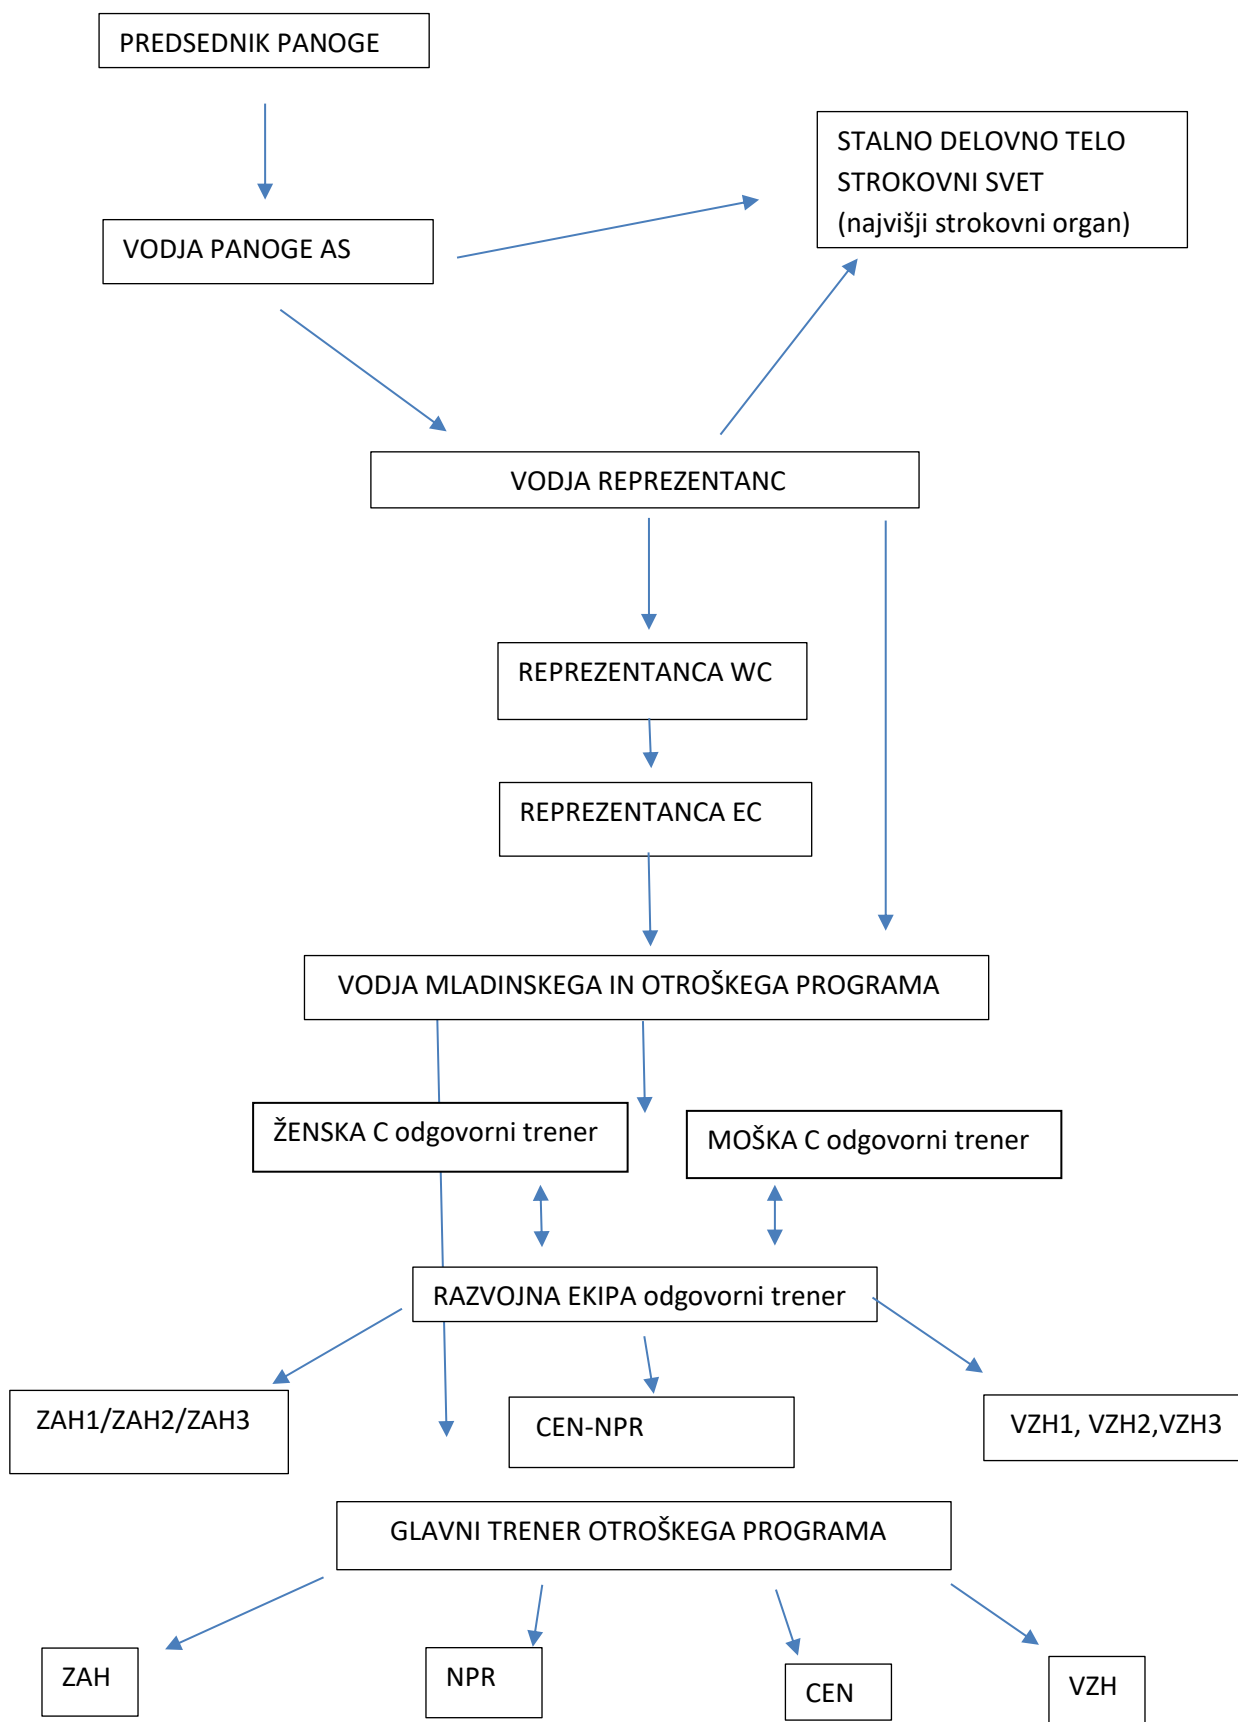 PREDSEDNIK PANOGE
STALNO DELOVNO TELO
STROKOVNI SVET
(najvišji strokovni organ)
VODJA PANOGE AS
VODJA REPREZENTANC
REPREZENTANCA WC
REPREZENTANCA EC
VODJA MLADINSKEGA IN OTROŠKEGA PROGRAMA
ŽENSKA C odgovorni trener
MOŠKA C odgovorni trener
RAZVOJNA EKIPA odgovorni trener
ZAH1/ZAH2/ZAH3
CEN-NPR
VZH1, VZH2,VZH3
GLAVNI TRENER OTROŠKEGA PROGRAMA
ZAH
NPR
CEN
VZH